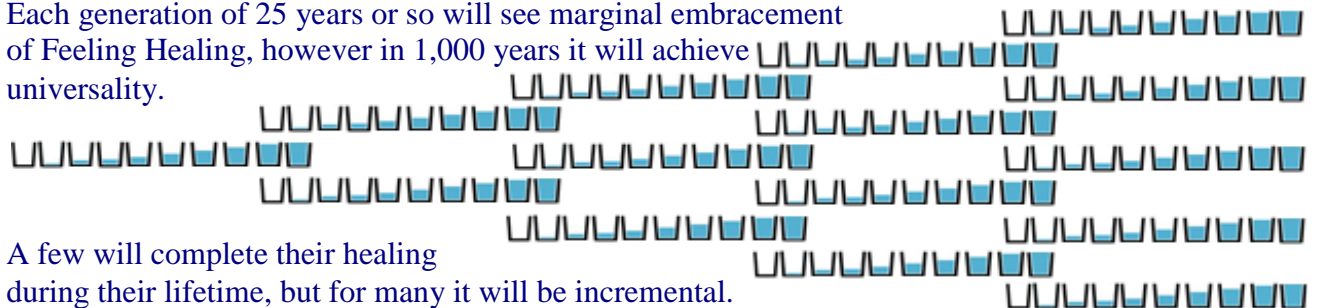 Each generation of 25 years or so will see marginal embracement
of Feeling Healing, however in 1,000 years it will achieve
universality.
A few will complete their healing
during their lifetime, but for many it will be incremental.